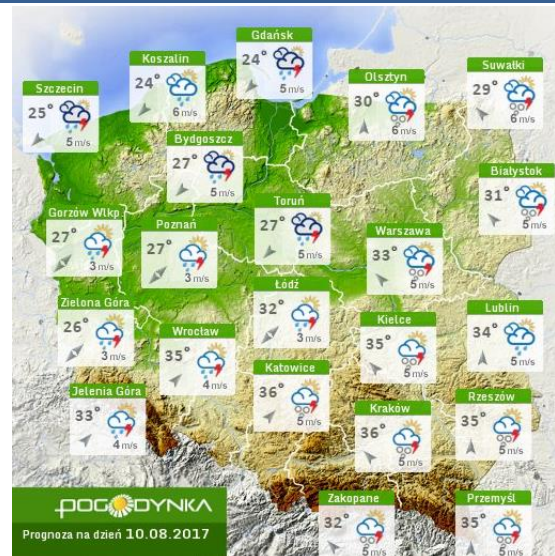 Gdańsk
24°
5 m/s
Koszalin
24°
6 m/s
Suwałki
29°
6 m/s
Olsztyn
30°
6 m/s
Szczecin
25°
5 m/s
Bydgoszcz
27°
5 m/s
Białystok
31°
5 m/s
Toruń
27°
5 m/s
Gorzów Wlkp
27°
3 m/s
Poznań
27°
3 m/s
Warszawa
33°
5 m/s
Łódź
32°
3 m/s
Zielona Góra
26°
3 m/s
Lublin
34°
5 m/s
Kielce
35°
5 m/s
Wrocław
35°
4 m/s
Katowice
36°
5 m/s
Jelenia Góra
33°
4 m/s
Rzeszów
35°
5 m/s
Kraków
36°
5 m/s
Zakopane
32°
5 m/s
Przemyśl
35°
5 m/s
POGODYNKA
Prognoza na dzień 10.08.2017